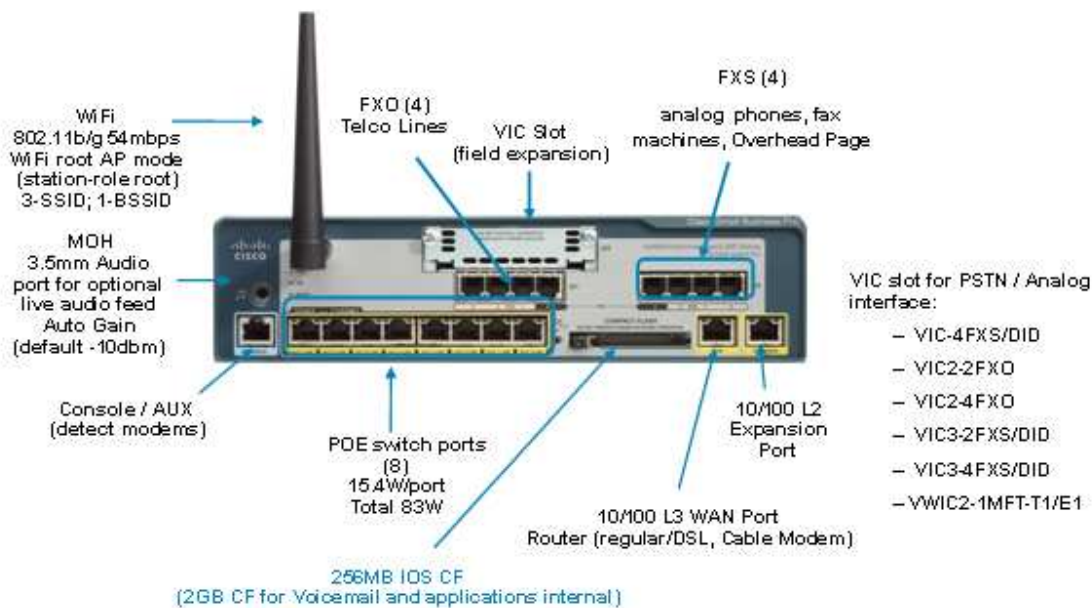 WiFi
802.11b/g 54mbps
WiFi root AP mode
(station-role root)
3-SSID; 1-BSSID
MOH
3.5mm Audio
port for optional
live audio feed
Auto Gain
(default -10dbm)
Console / AUX
(detect modems)
FXO (4)
Telco Lines
VIC Slot
(field expansion)
FXS (4)
analog phones, fax
machines, Overhead Page
CISCO
COMPACT FLASH
POE switch ports
(8)
15.4W/port
Total 83W
256MB IOS CF
(2GB CF for Voicemail and applications internal)
10/100 L3 WAN Port
Router (regular/DSL, Cable Modem)
10/100 L2
Expansion
Port
VIC slot for PSTN / Analog
interface:
– VIC-4FXS/DID
– VIC2-2FXO
– VIC2-4FXO
– VIC3-2FXS/DID
– VIC3-4FXS/DID
– VWIC2-1MFT-T1/E1